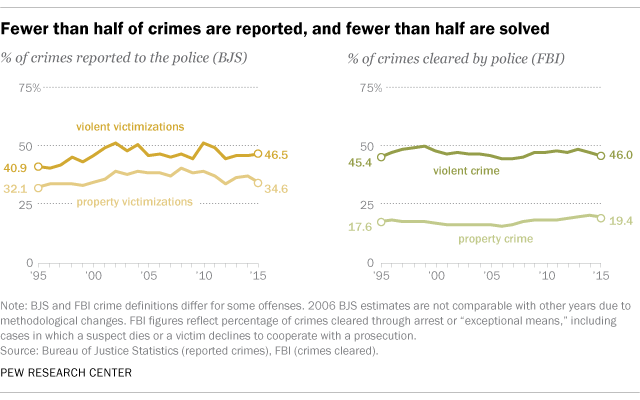 Fewer than half of crimes are reported, and fewer than half are solved
% of crimes reported to the police (BJS)
75%
violent victimizations
50
46.5
40.9
32.1
34.6
property victimizations
25
0
'95
'00
'05
'10
'15
% of crimes cleared by police (FBI)
75%
50
46.0
45.4
violent crime
25
17.6
19.4
property crime
0
'95
'00
'05
'10
'15
Note: BJS and FBI crime definitions differ for some offenses. 2006 BJS estimates are not comparable with other years due to
methodological changes. FBI figures reflect percentage of crimes cleared through arrest or “exceptional means,” including
cases in which a suspect dies or a victim declines to cooperate with a prosecution.
Source: Bureau of Justice Statistics (reported crimes), FBI (crimes cleared).
PEW RESEARCH CENTER